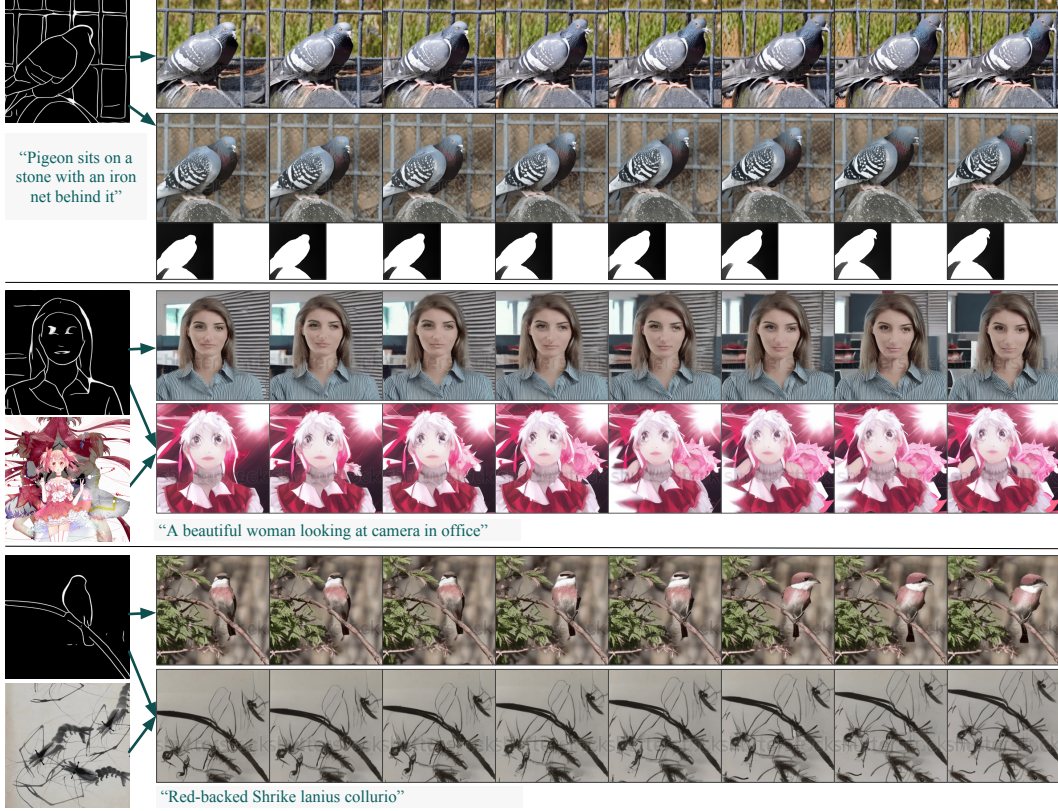 “Pigeon sits on a
stone with an iron
net behind it”
“A beautiful woman looking at camera in office”
“Red-backed Shrike lanius collurio”